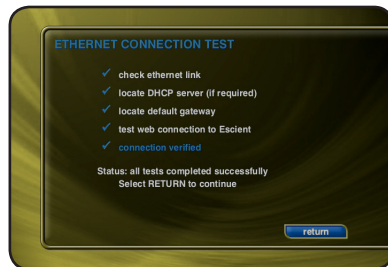 ETHERNET CONNECTION TEST
check ethernet link
locate DHCP server (if required)
locate default gateway
test web connection to Escient
connection verified
Status: all tests completed successfully
Select RETURN to continue
return